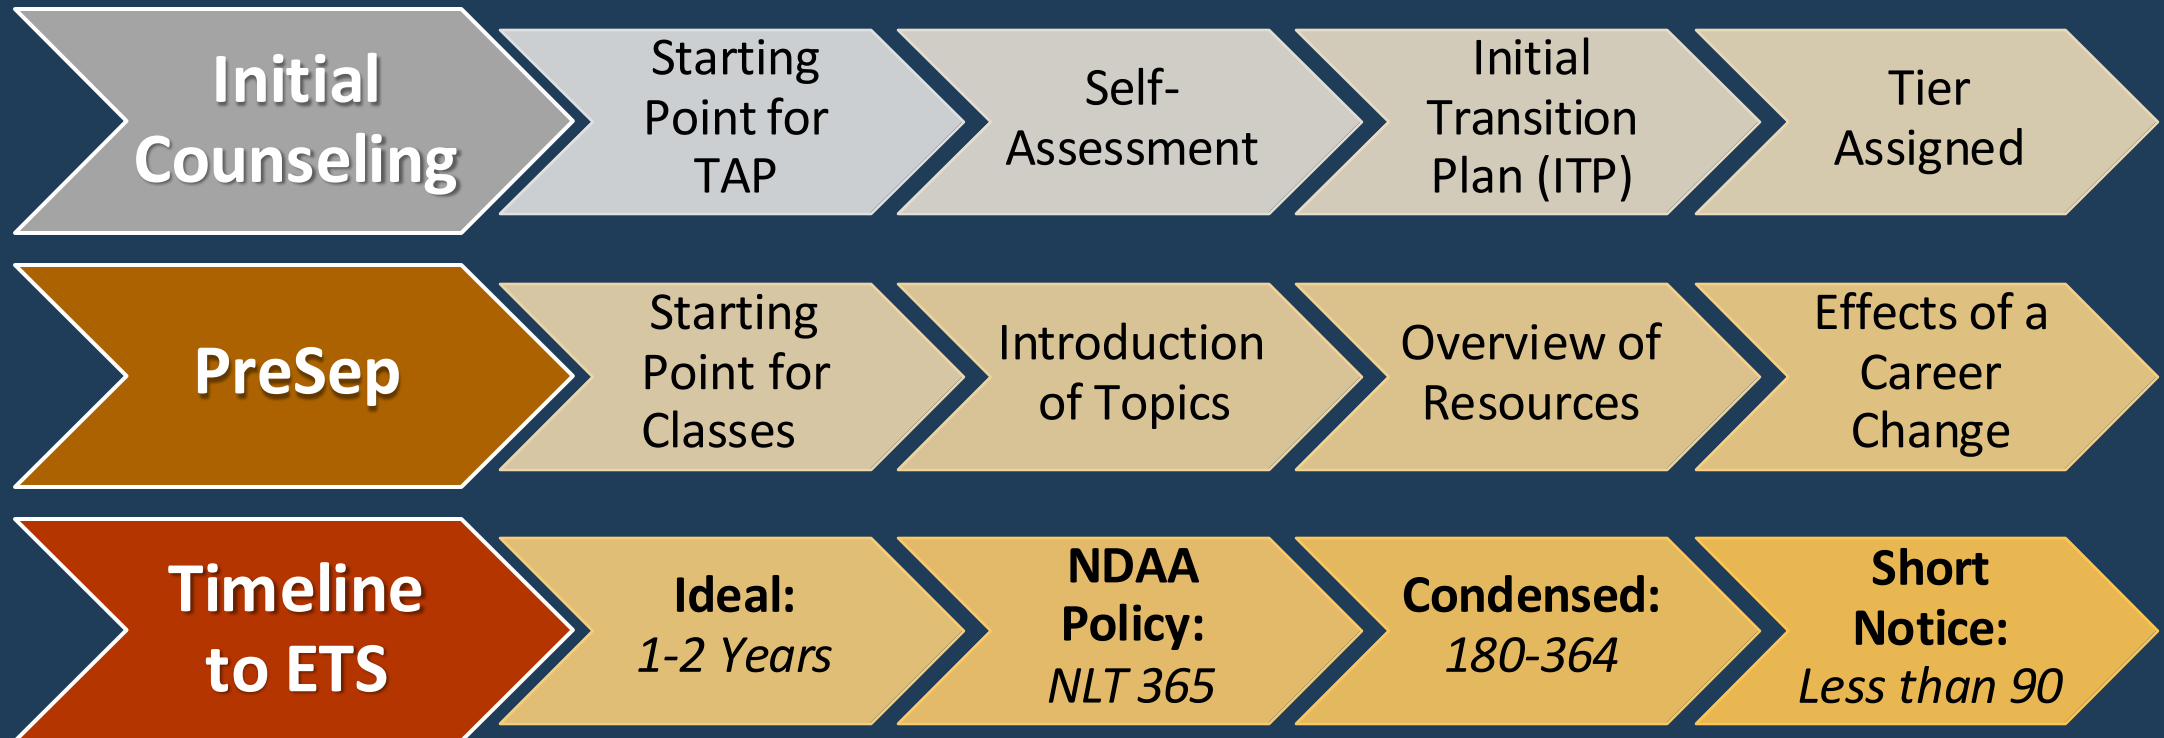 Initial
Counseling
Starting
Point for
TAP
Self-
Assessment
Initial
Transition
Plan (ITP)
Tier
Assigned
PreSep
Starting
Point for
Classes
Introduction
of Topics
Overview of
Resources
Effects of a
Career
Change
Timeline
to ETS
Ideal:
1-2 Years
NDAA
Policy:
NLT 365
Condensed:
180-364
Short
Notice:
Less than 90